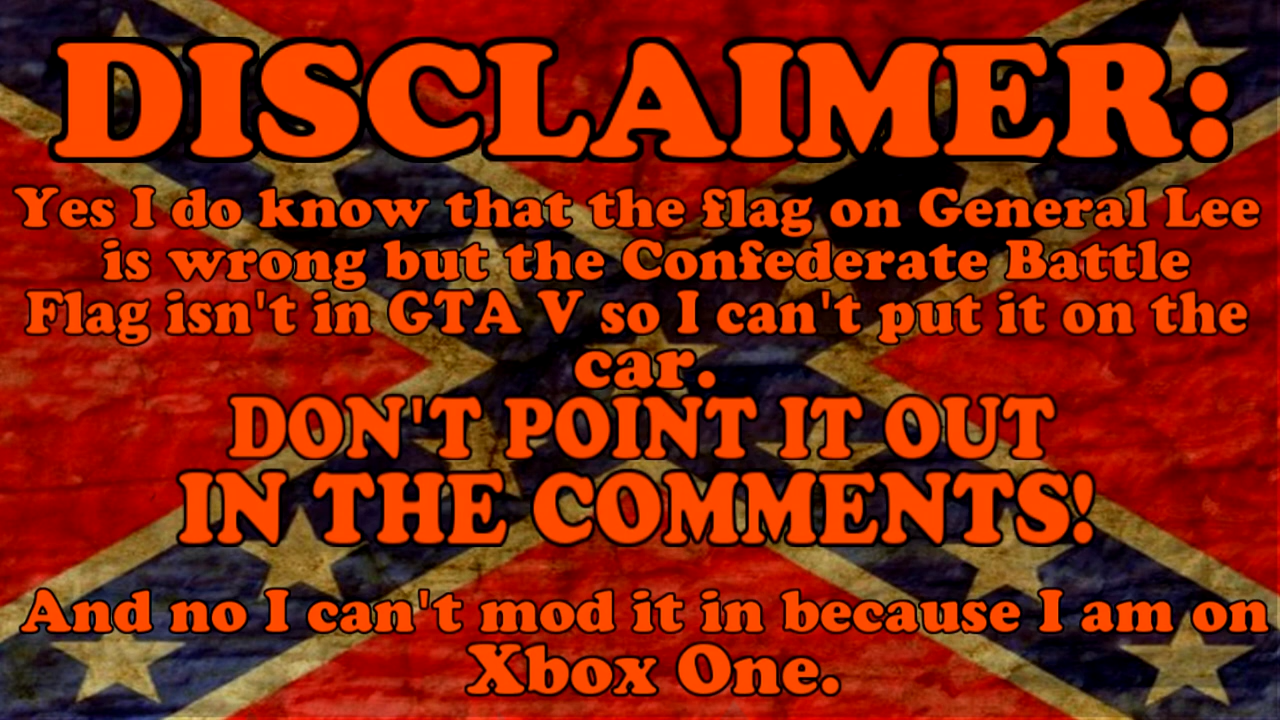 DISCLAIMER:
Yes I do know that the flag on General Lee
is wrong but the Confederate Battle
Flag isn't in GTA V so I can't put it on the
car.
DON'T POINT IT OUT
IN THE COMMENTS!
And no I can't mod it in because I am on
Xbox One.